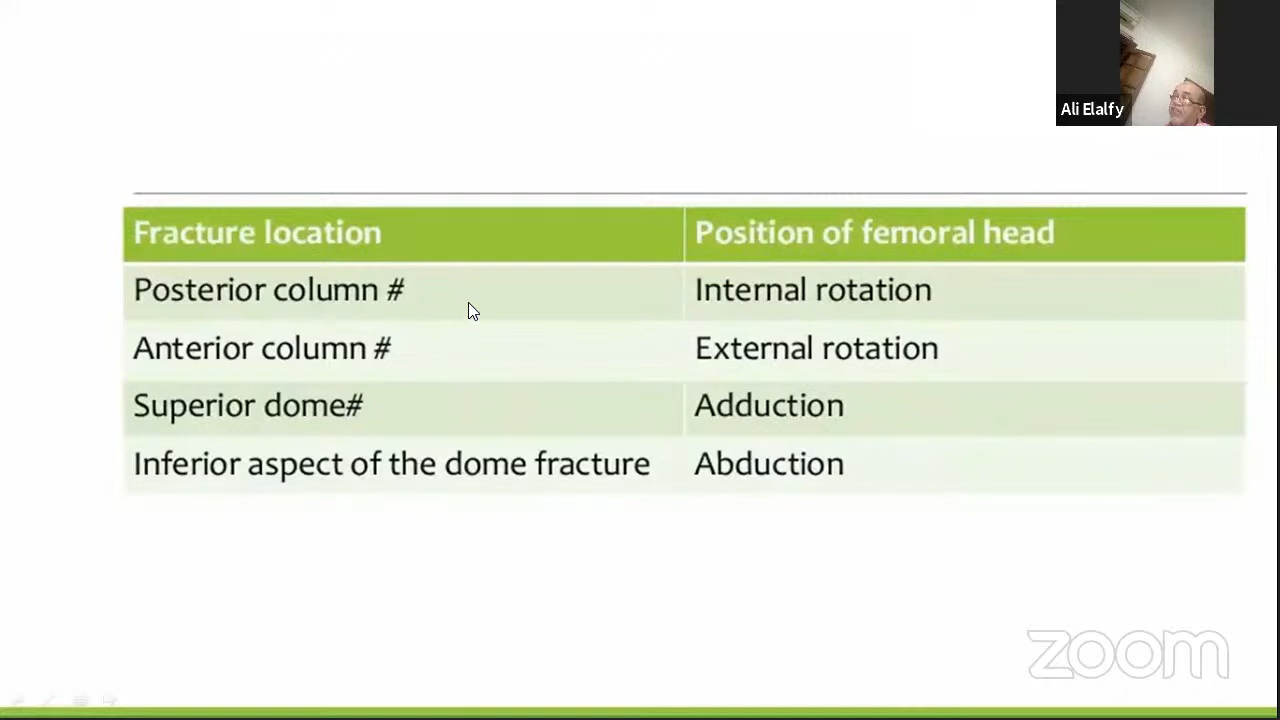 Ali Elalfy
Fracture location Position of femoral head
Posterior column # Internal rotation
Anterior column # External rotation
Superior dome# Adduction
Inferior aspect of the dome fracture Abduction
zoom